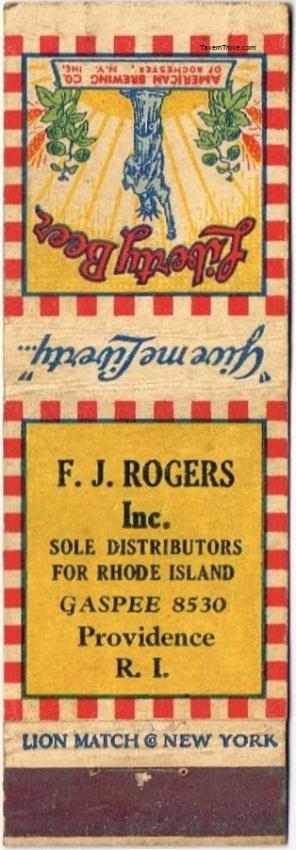 TavernTrove.com
Liberty Beer
AMERICAN BREWING CO.
OF ROCHESTER, N.Y. INC.
"Give me Liberty..."
F. J. ROGERS
Inc.
SOLE DISTRIBUTORS
FOR RHODE ISLAND
GASPEE 8530
Providence
R. I.
LION MATCH @ NEW YORK